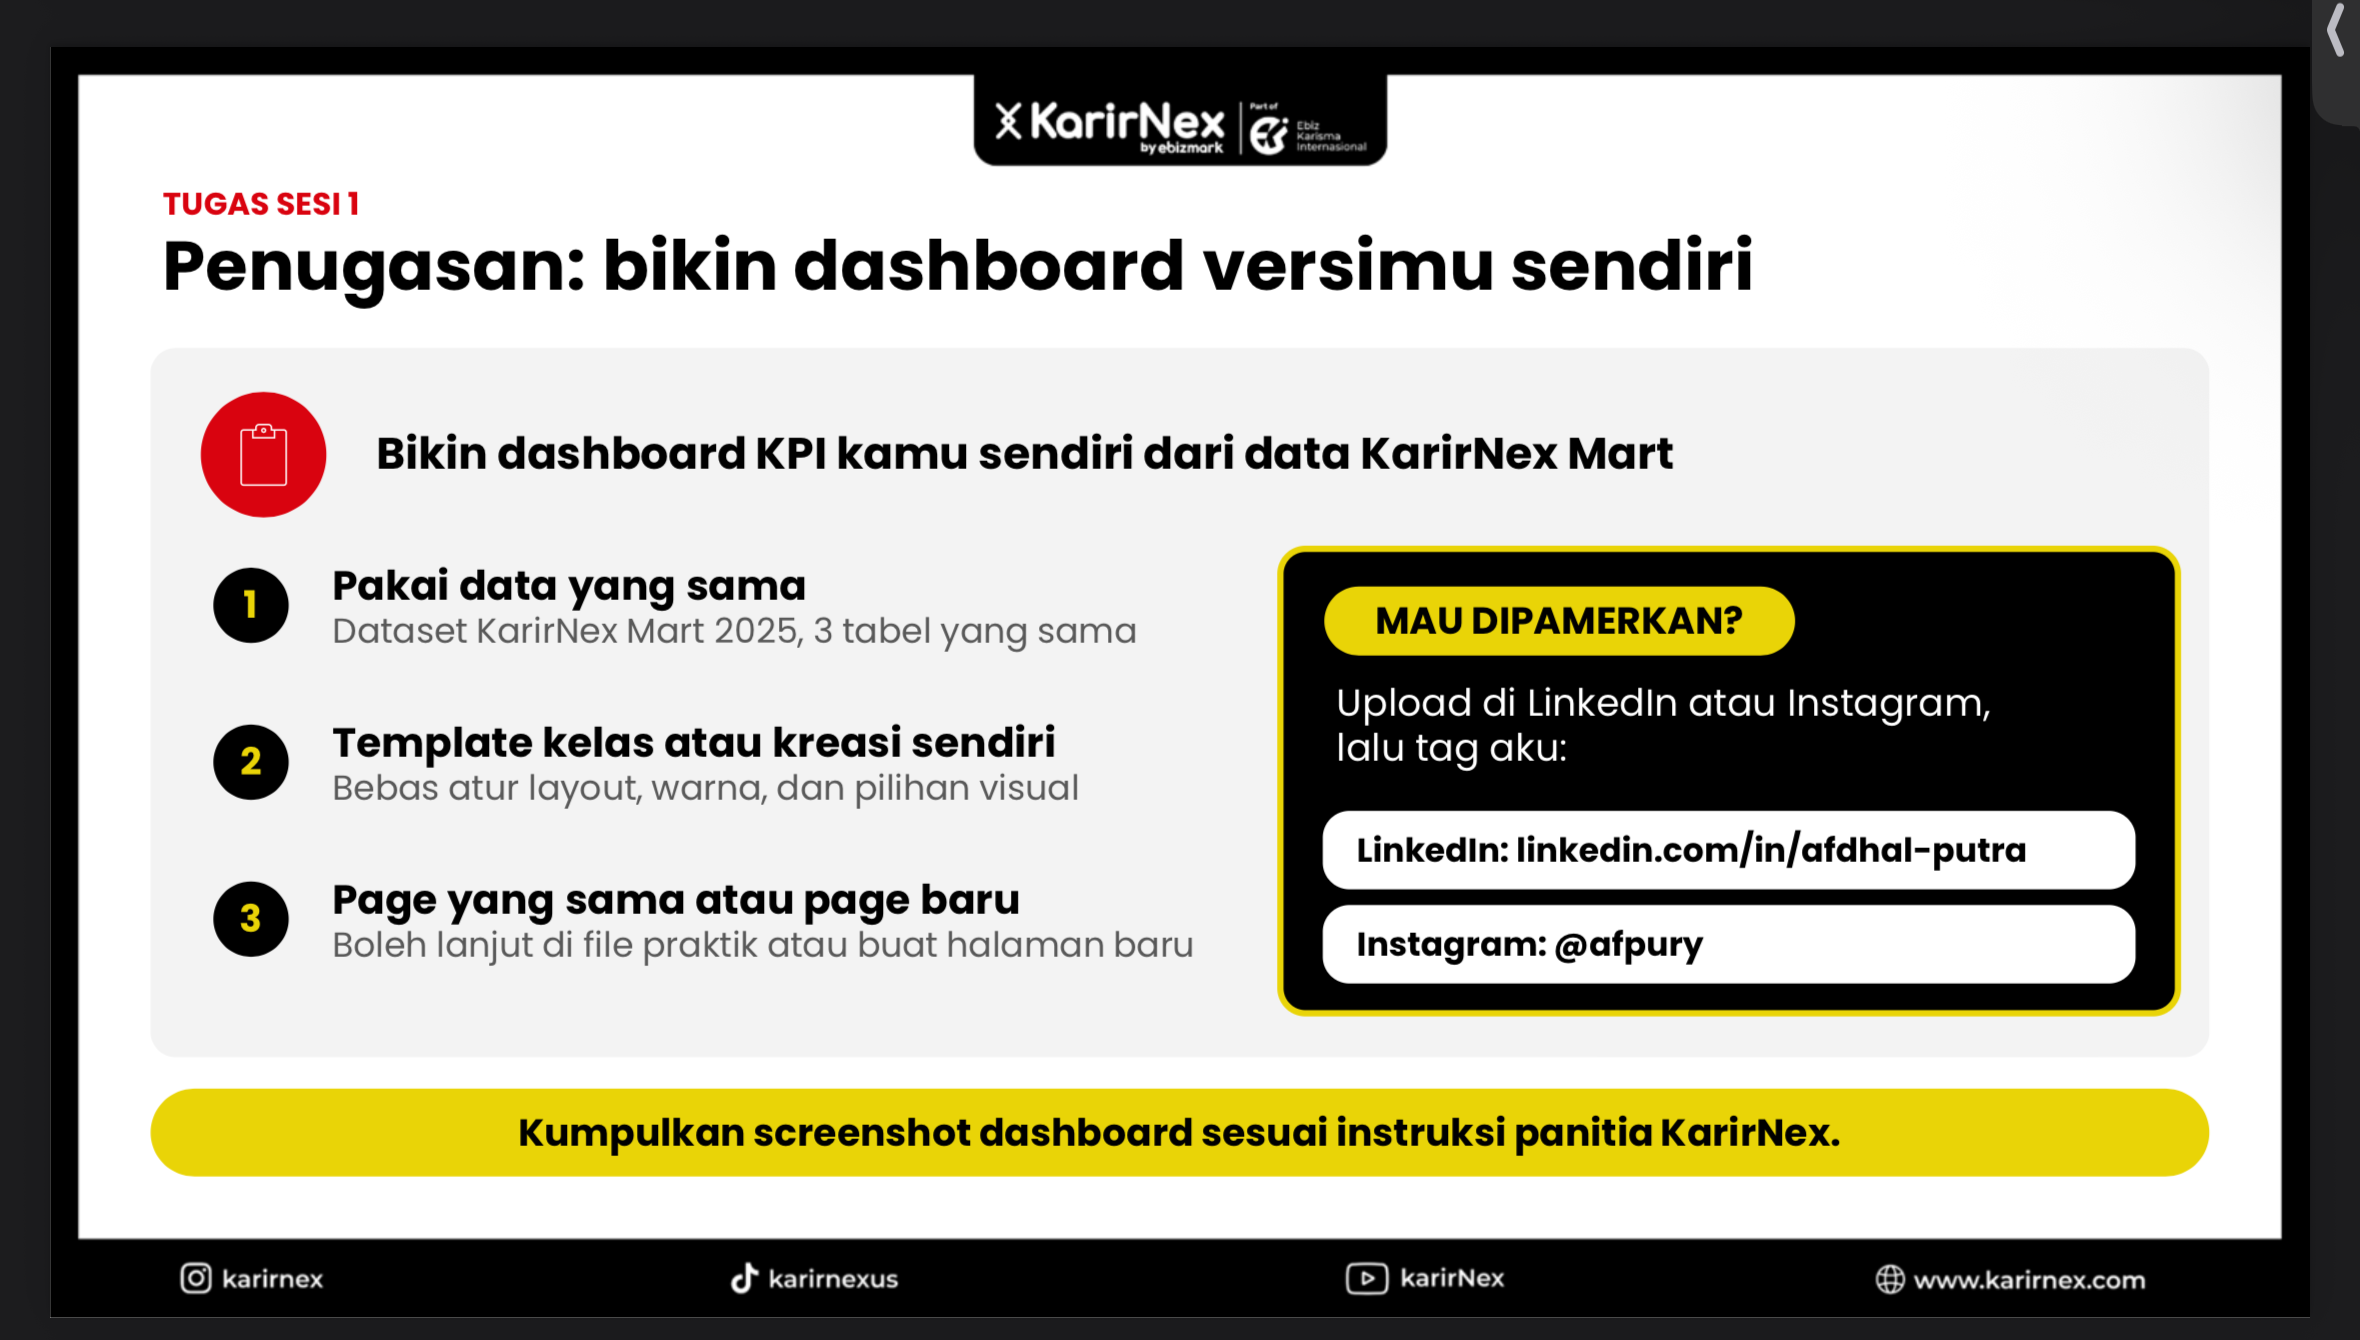 KarirNex
by ebizmark
Part of
Ebiz
Karisma
Internasional
TUGAS SESI 1
Penugasan: bikin dashboard versimu sendiri
Bikin dashboard KPI kamu sendiri dari data KarirNex Mart
1
Pakai data yang sama
Dataset KarirNex Mart 2025, 3 tabel yang sama
2
Template kelas atau kreasi sendiri
Bebas atur layout, warna, dan pilihan visual
3
Page yang sama atau page baru
Boleh lanjut di file praktik atau buat halaman baru
MAU DIPAMERKAN?
Upload di LinkedIn atau Instagram,
lalu tag aku:
LinkedIn: linkedin.com/in/afdhal-putra
Instagram: @afpury
Kumpulkan screenshot dashboard sesuai instruksi panitia KarirNex.
karirnex
karirnexus
karirNex
www.karirnex.com